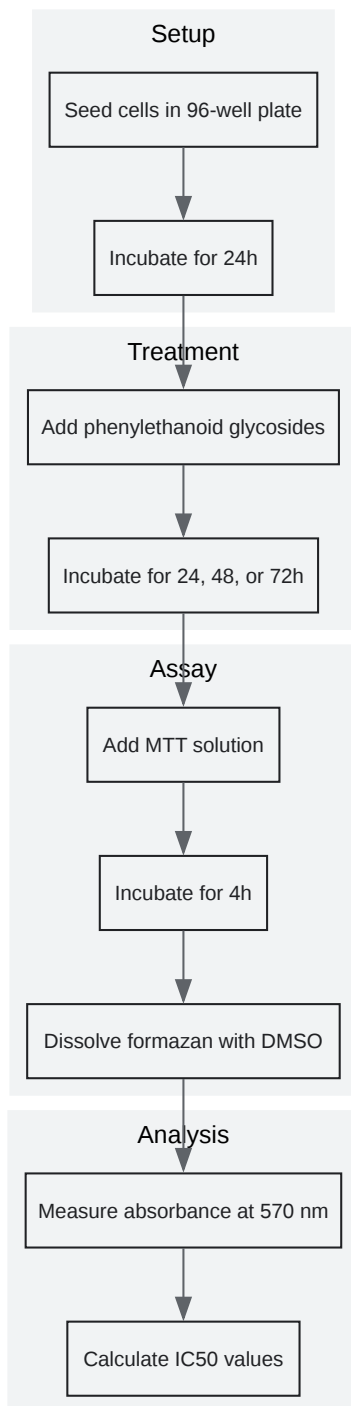 Setup
Seed cells in 96-well plate
Incubate for 24h
Treatment
Add phenylethanoid glycosides
Incubate for 24, 48, or 72h
Assay
Add MTT solution
Incubate for 4h
Dissolve formazan with DMSO
Analysis
Measure absorbance at 570 nm
Calculate IC50 values